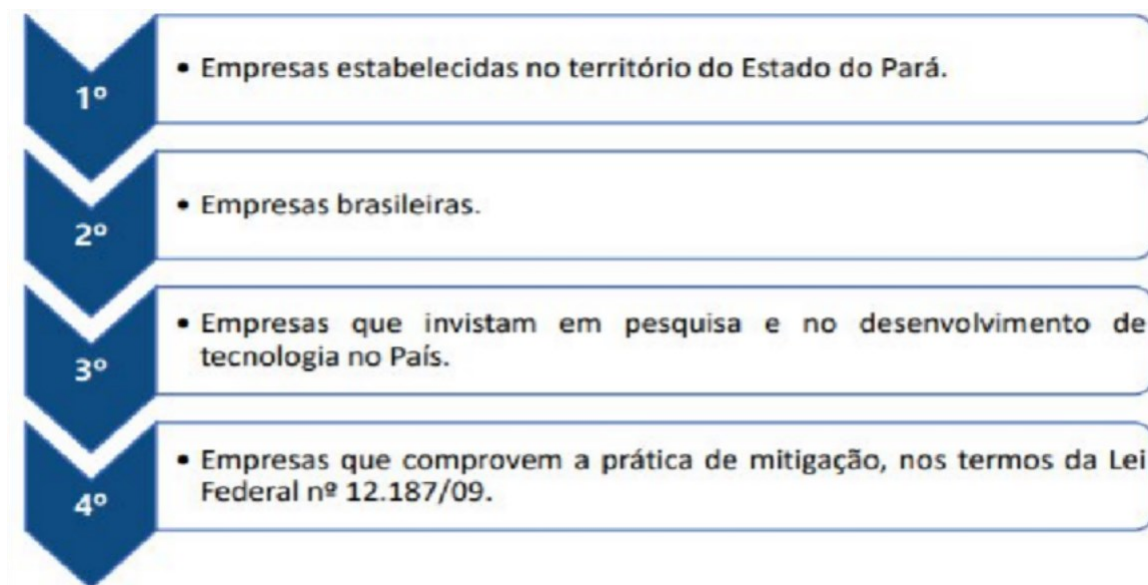 1º
• Empresas estabelecidas no território do Estado do Pará.
2º
• Empresas brasileiras.
3º
• Empresas que invistam em pesquisa e no desenvolvimento de
tecnologia no País.
4º
• Empresas que comprovem a prática de mitigação, nos termos da Lei
Federal nº 12.187/09.